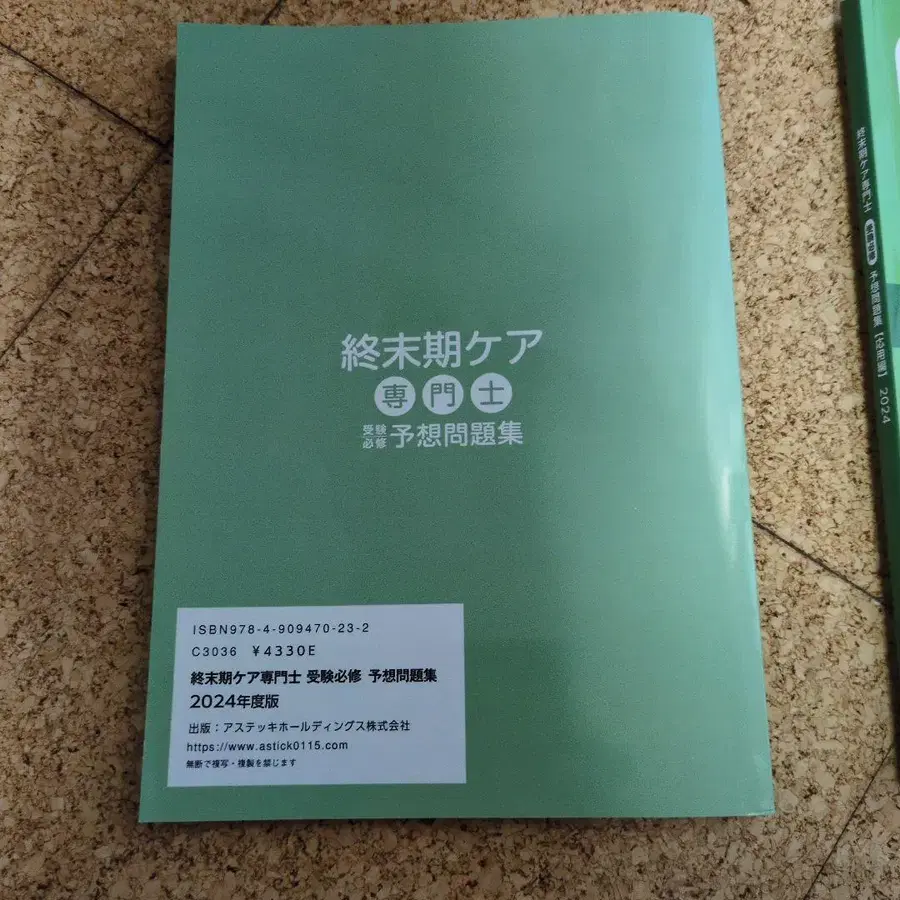 終末期ケア
専門士
受験
必修
予想問題集
ISBN978-4-909470-23-2
C3036 ¥4330E
終末期ケア専門士 受験必修 予想問題集
2024年度版
出版：アステッキホールディングス株式会社
https://www.astick0115.com
無断で複写・複製を禁じます
終末期ケア専門士 受験必修 予想問題集【応用編】 2024